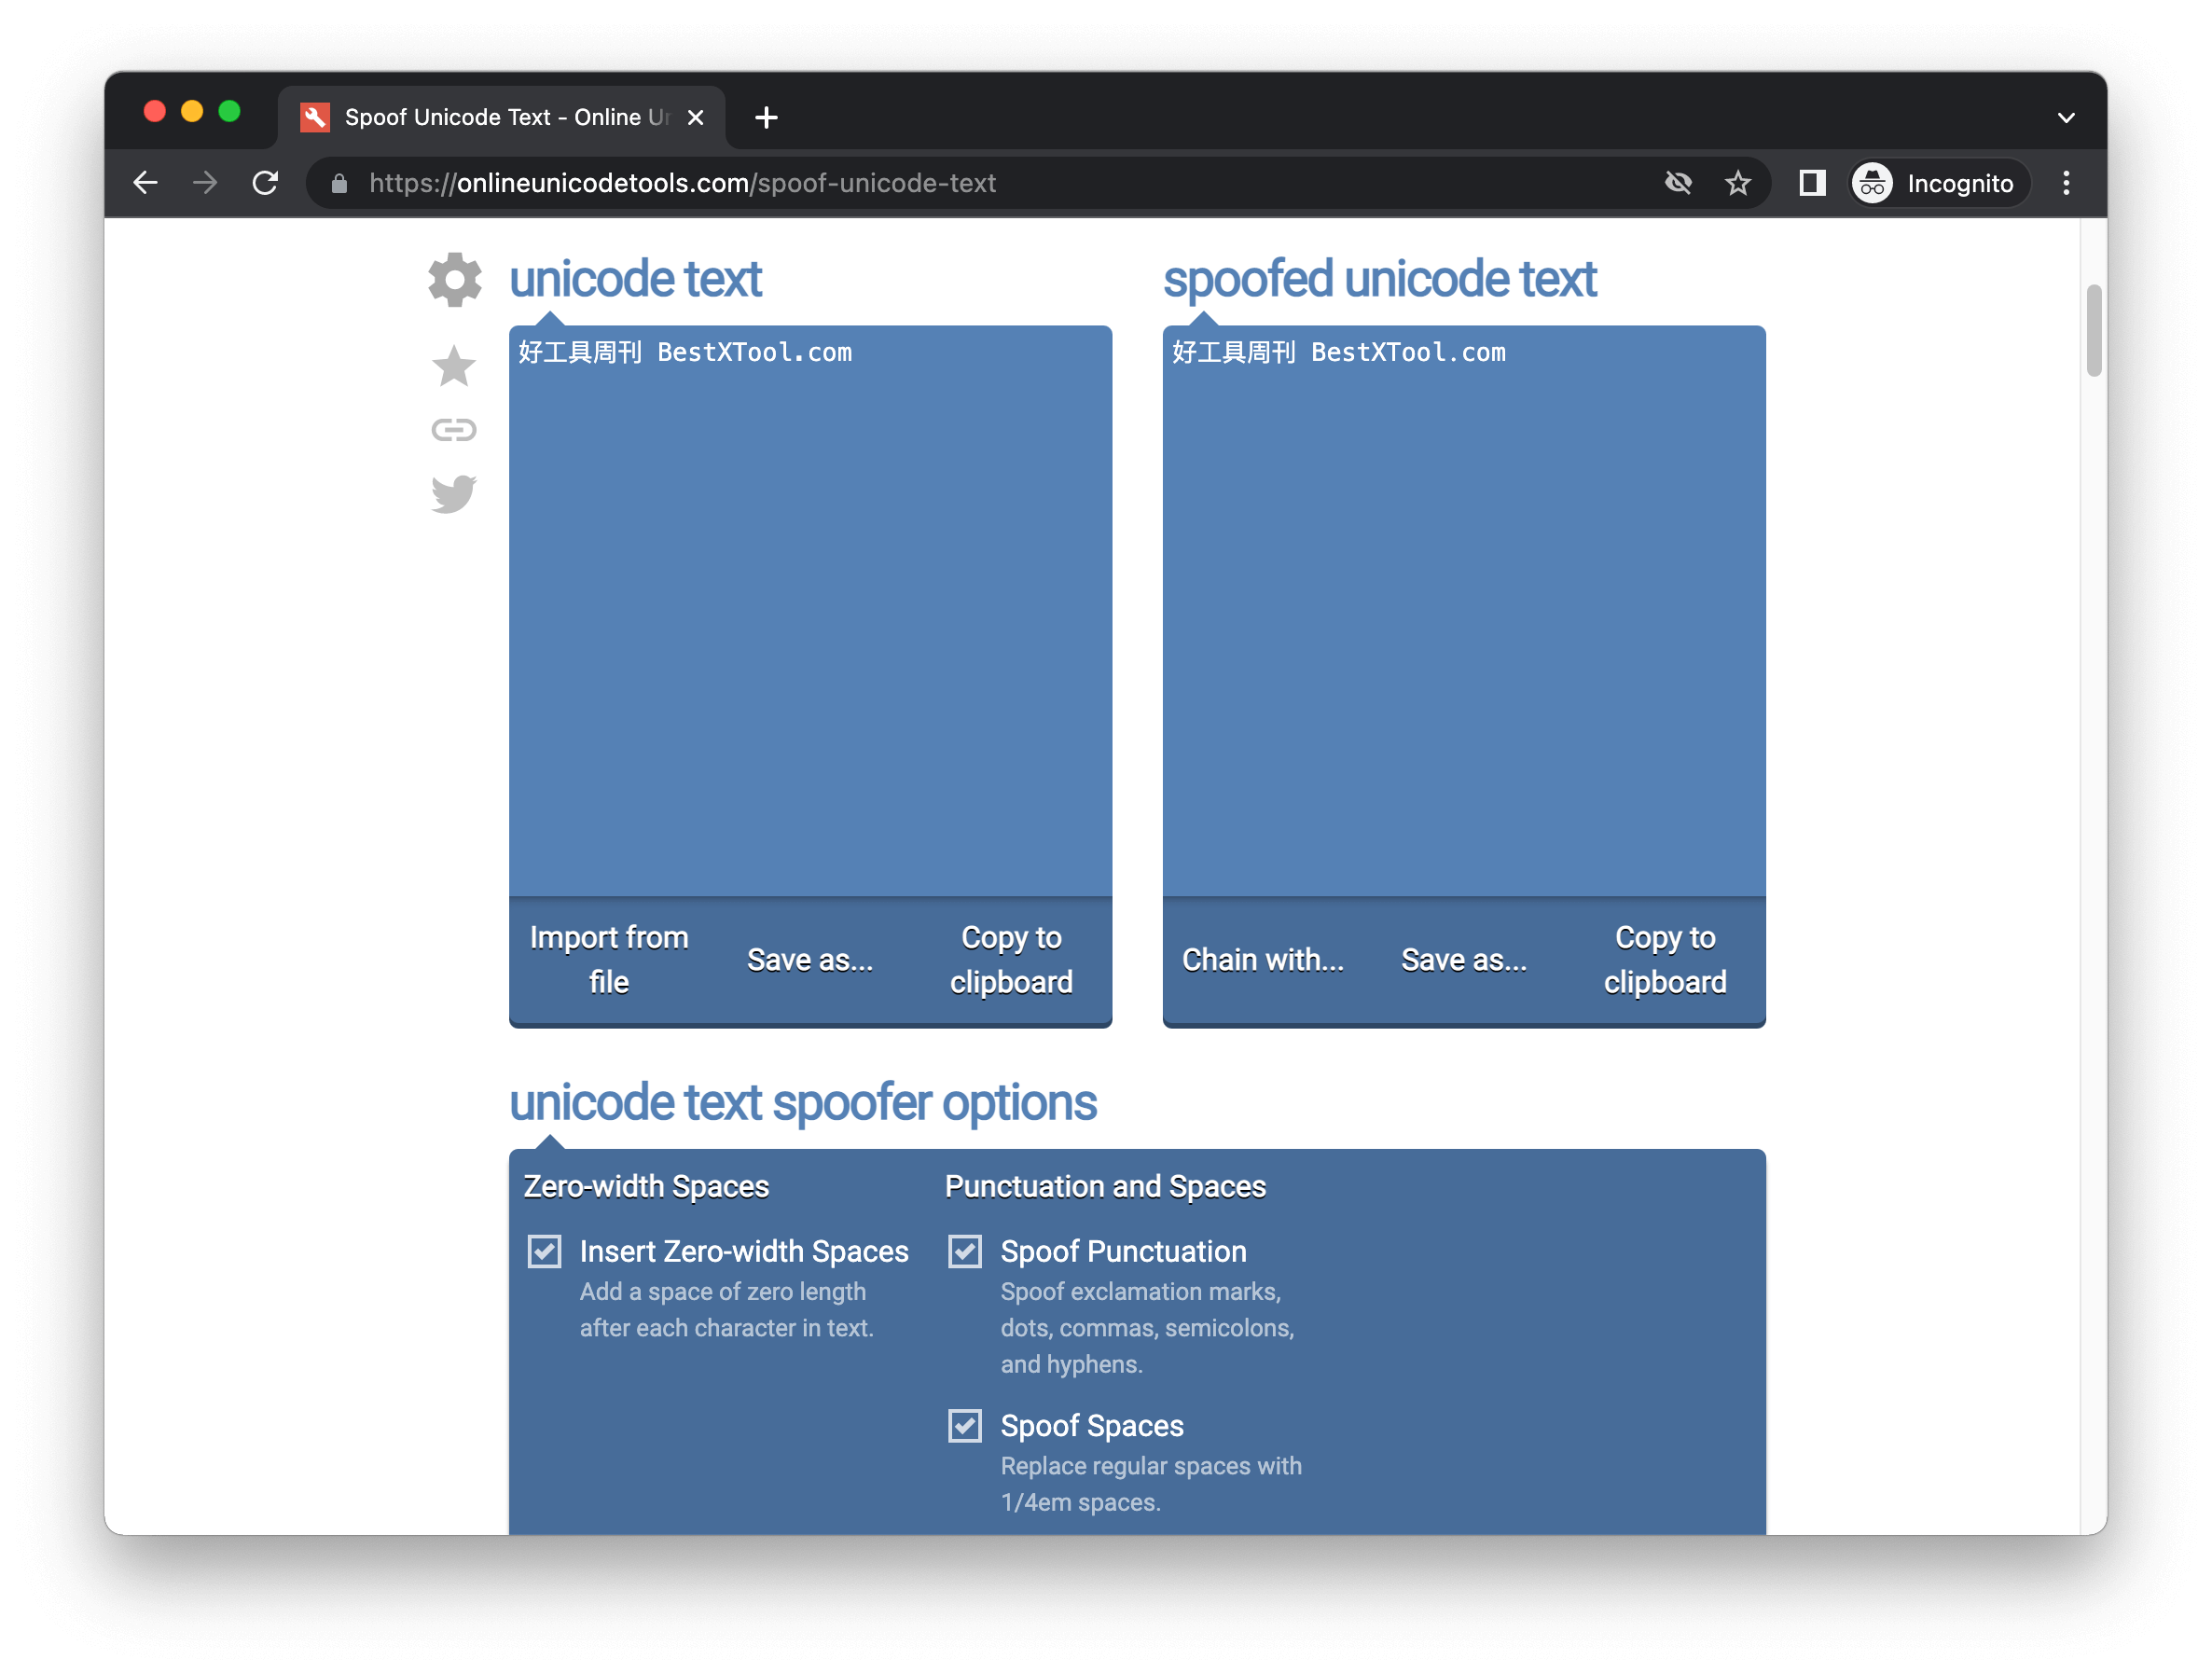 Spoof Unicode Text - Online Un
https://onlineunicodetools.com/spoof-unicode-text
Incognito
unicode text
spoofed unicode text
好工具周刊 BestXTool.com
好工具周刊 BestXTool.com
Import from file
Save as...
Copy to clipboard
Chain with...
Save as...
Copy to clipboard
unicode text spoofer options
Zero-width Spaces
Insert Zero-width Spaces
Add a space of zero length
after each character in text.
Punctuation and Spaces
Spoof Punctuation
Spoof exclamation marks,
dots, commas, semicolons,
and hyphens.
Spoof Spaces
Replace regular spaces with
1/4em spaces.